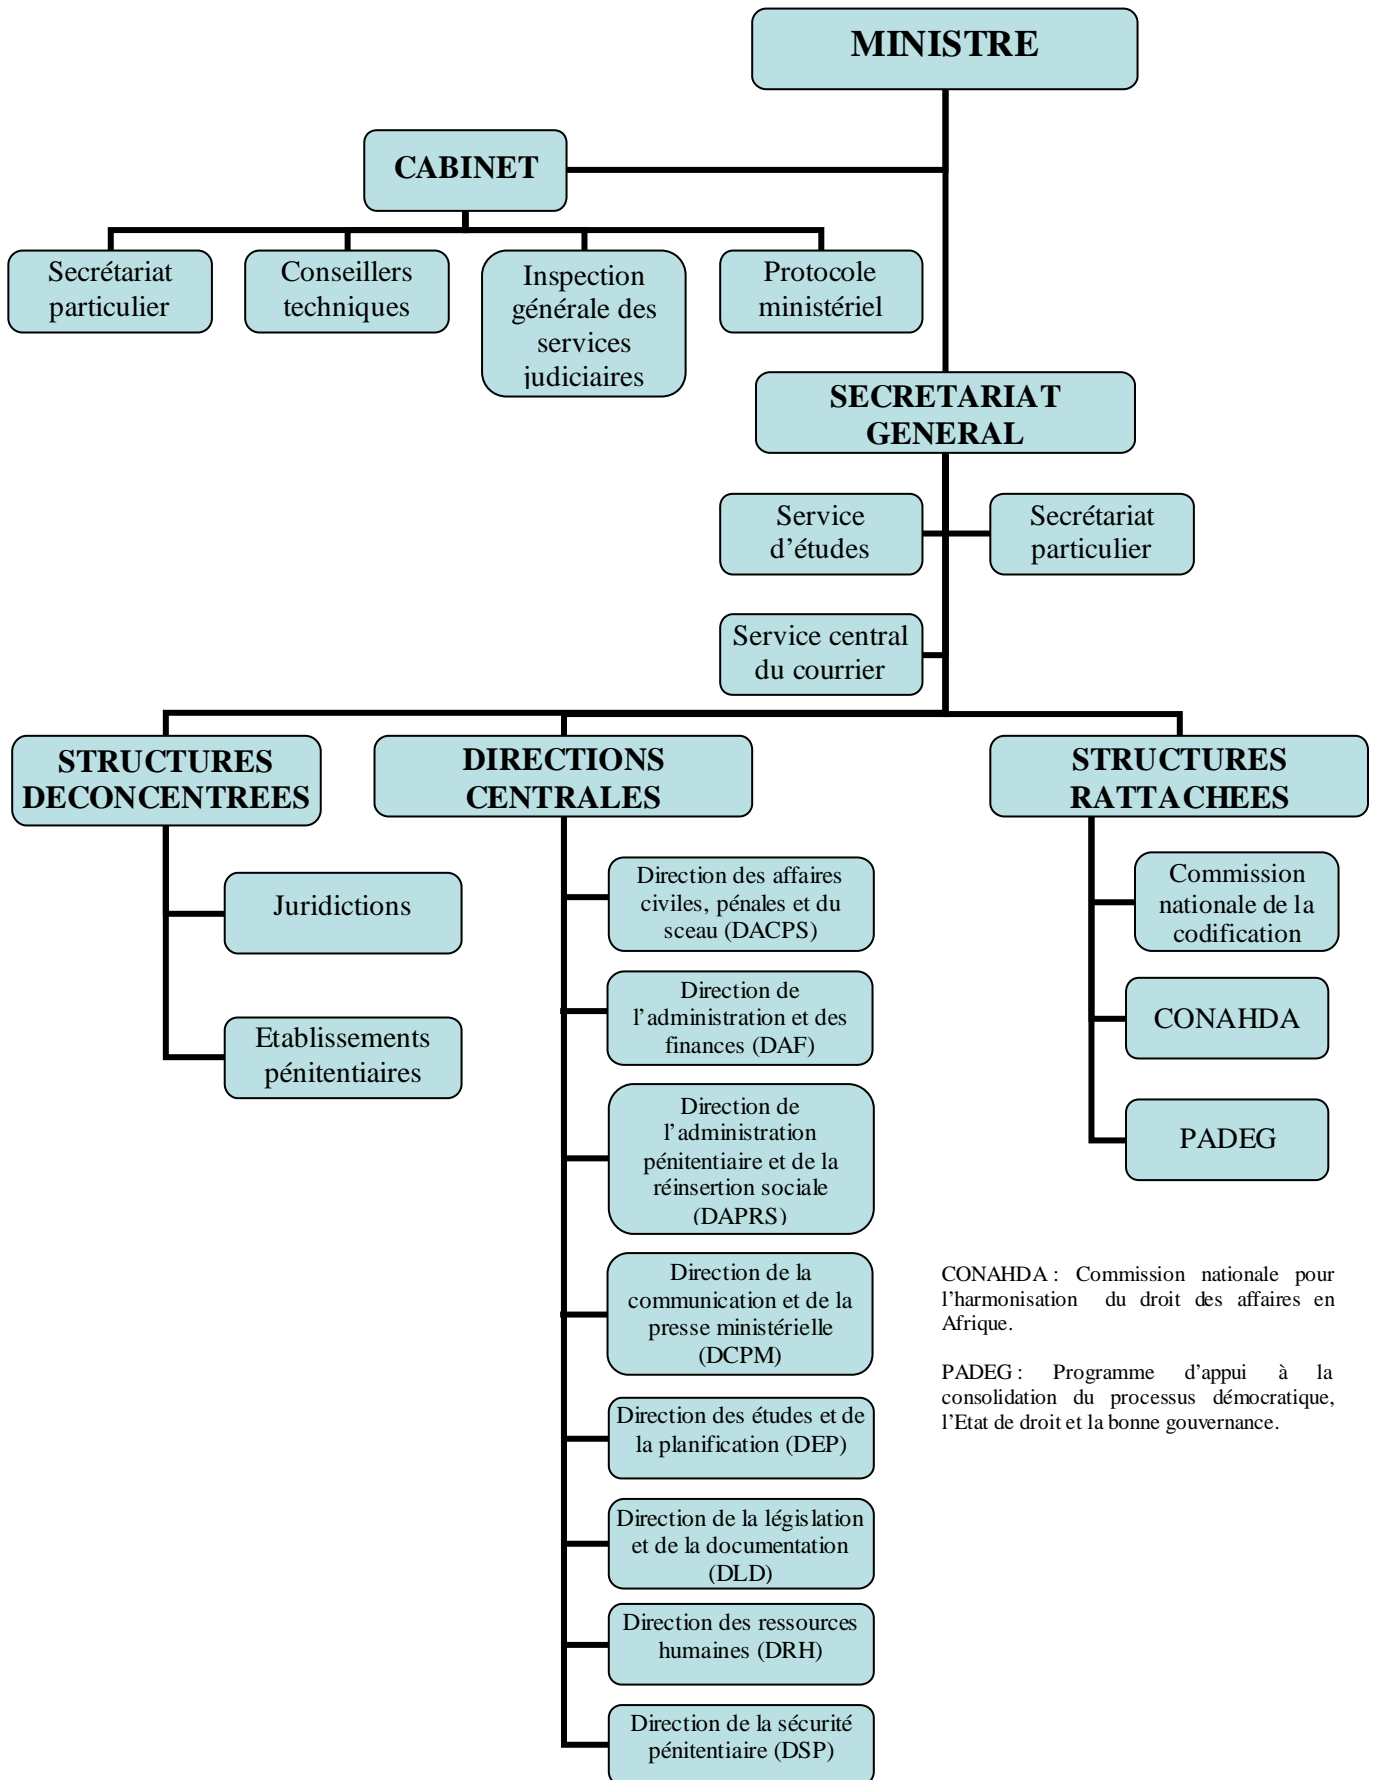 MINISTRE
CABINET
Secrétariat
particulier
Conseillers
techniques
Inspection
générale des
services
judiciaires
Protocole
ministériel
SECRETARIAT
GENERAL
Service
d’études
Secrétariat
particulier
Service central
du courrier
STRUCTURES
DECONCENTREES
DIRECTIONS
CENTRALES
STRUCTURES
RATTACHEES
Juridictions
Etablissements
pénitentiaires
Direction des affaires
civiles, pénales et du
sceau (DACPS)
Direction de
l’administration et des
finances (DAF)
Direction de
l’administration
pénitentiaire et de la
réinsertion sociale
(DAPRS)
Direction de la
communication et de la
presse ministérielle
(DCPM)
Direction des études et de
la planification (DEP)
Direction de la législation
et de la documentation
(DLD)
Direction des ressources
humaines (DRH)
Direction de la sécurité
pénitentiaire (DSP)
Commission
nationale de la
codification
CONAHDA
PADEG
CONAHDA : Commission nationale pour
l’harmonisation du droit des affaires en
Afrique.
PADEG : Programme d’appui à la
consolidation du processus démocratique,
l’Etat de droit et la bonne gouvernance.